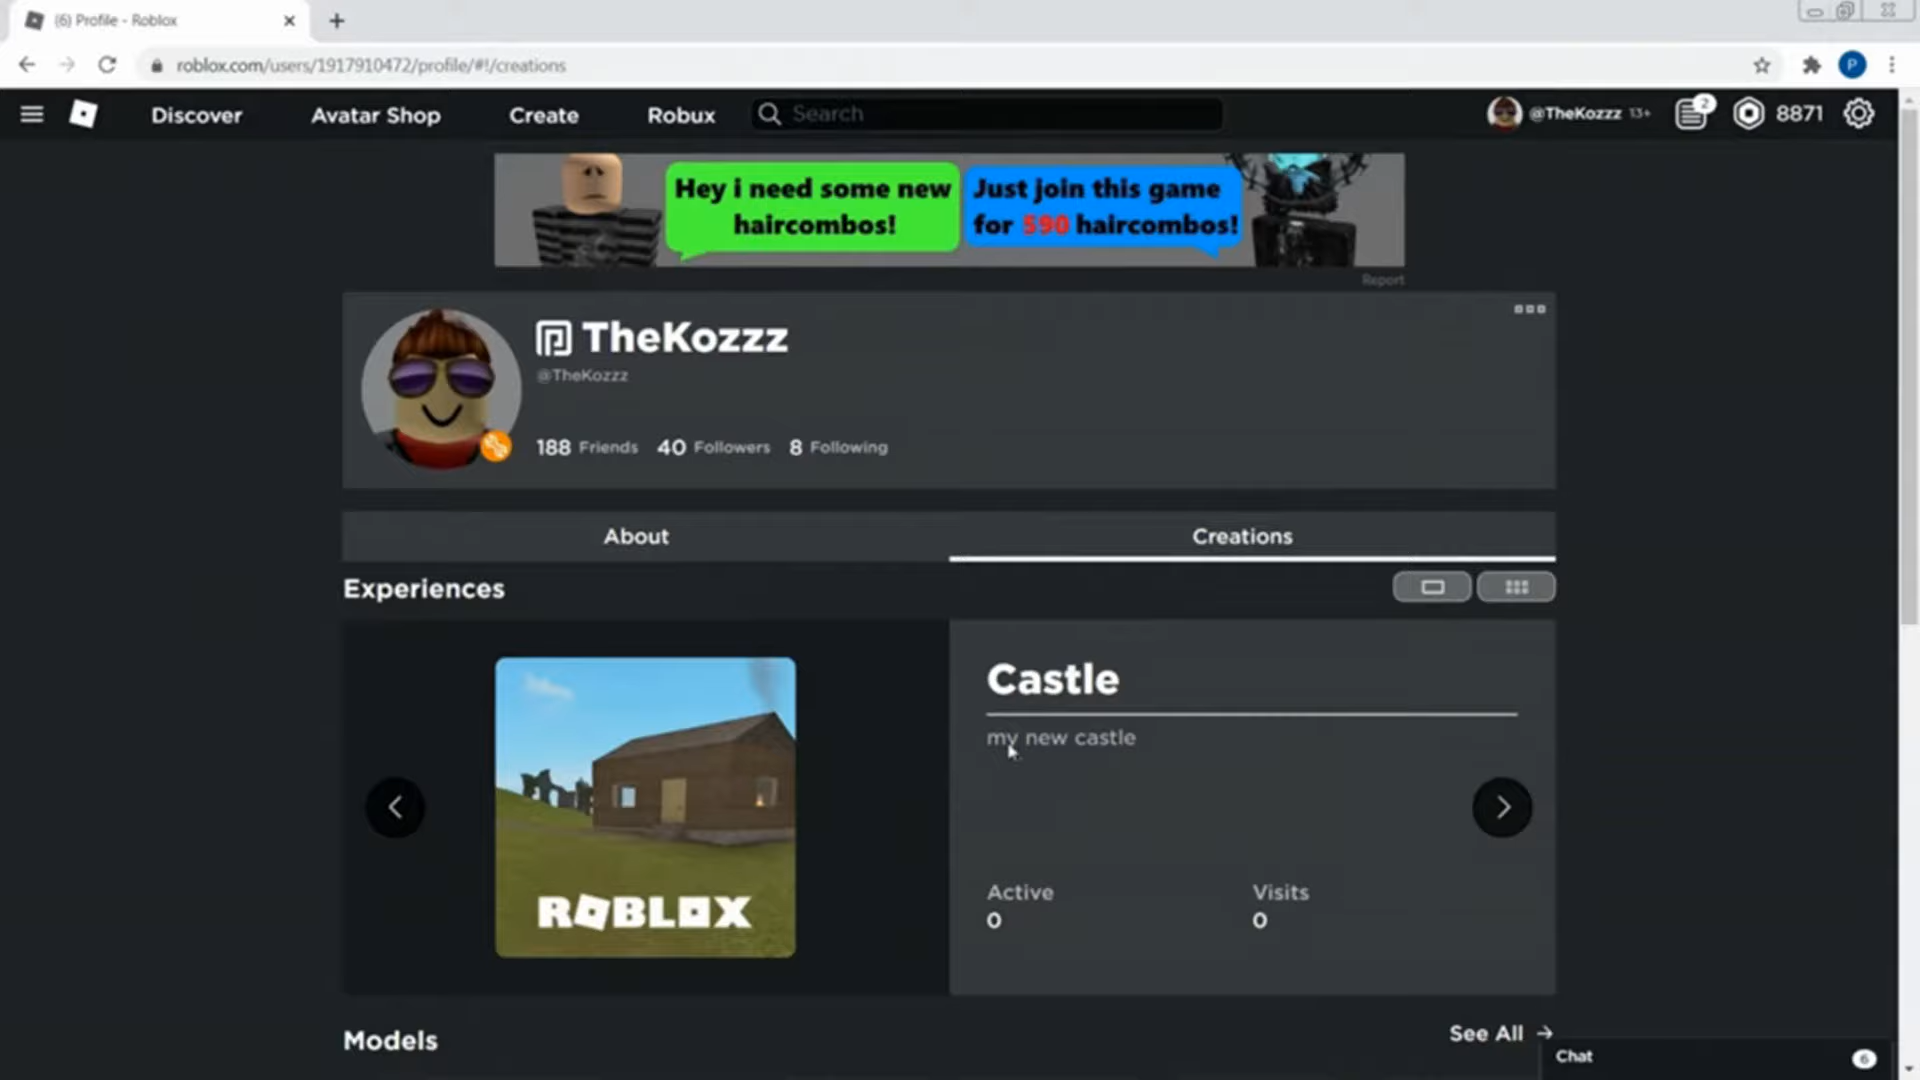 (6) Profile - Roblox
roblox.com/users/1917910472/profile/#!/creations
P
Discover
Avatar Shop
Create
Robux
Search
@TheKozzz 13+
2
8871
Hey i need some new
haircombos!
Just join this game
for 590 haircombos!
Report
TheKozzz
@TheKozzz
188 Friends 40 Followers 8 Following
About
Creations
Experiences
ROBLOX
Castle
my new castle
Active
0
Visits
0
Models
See All
Chat
6